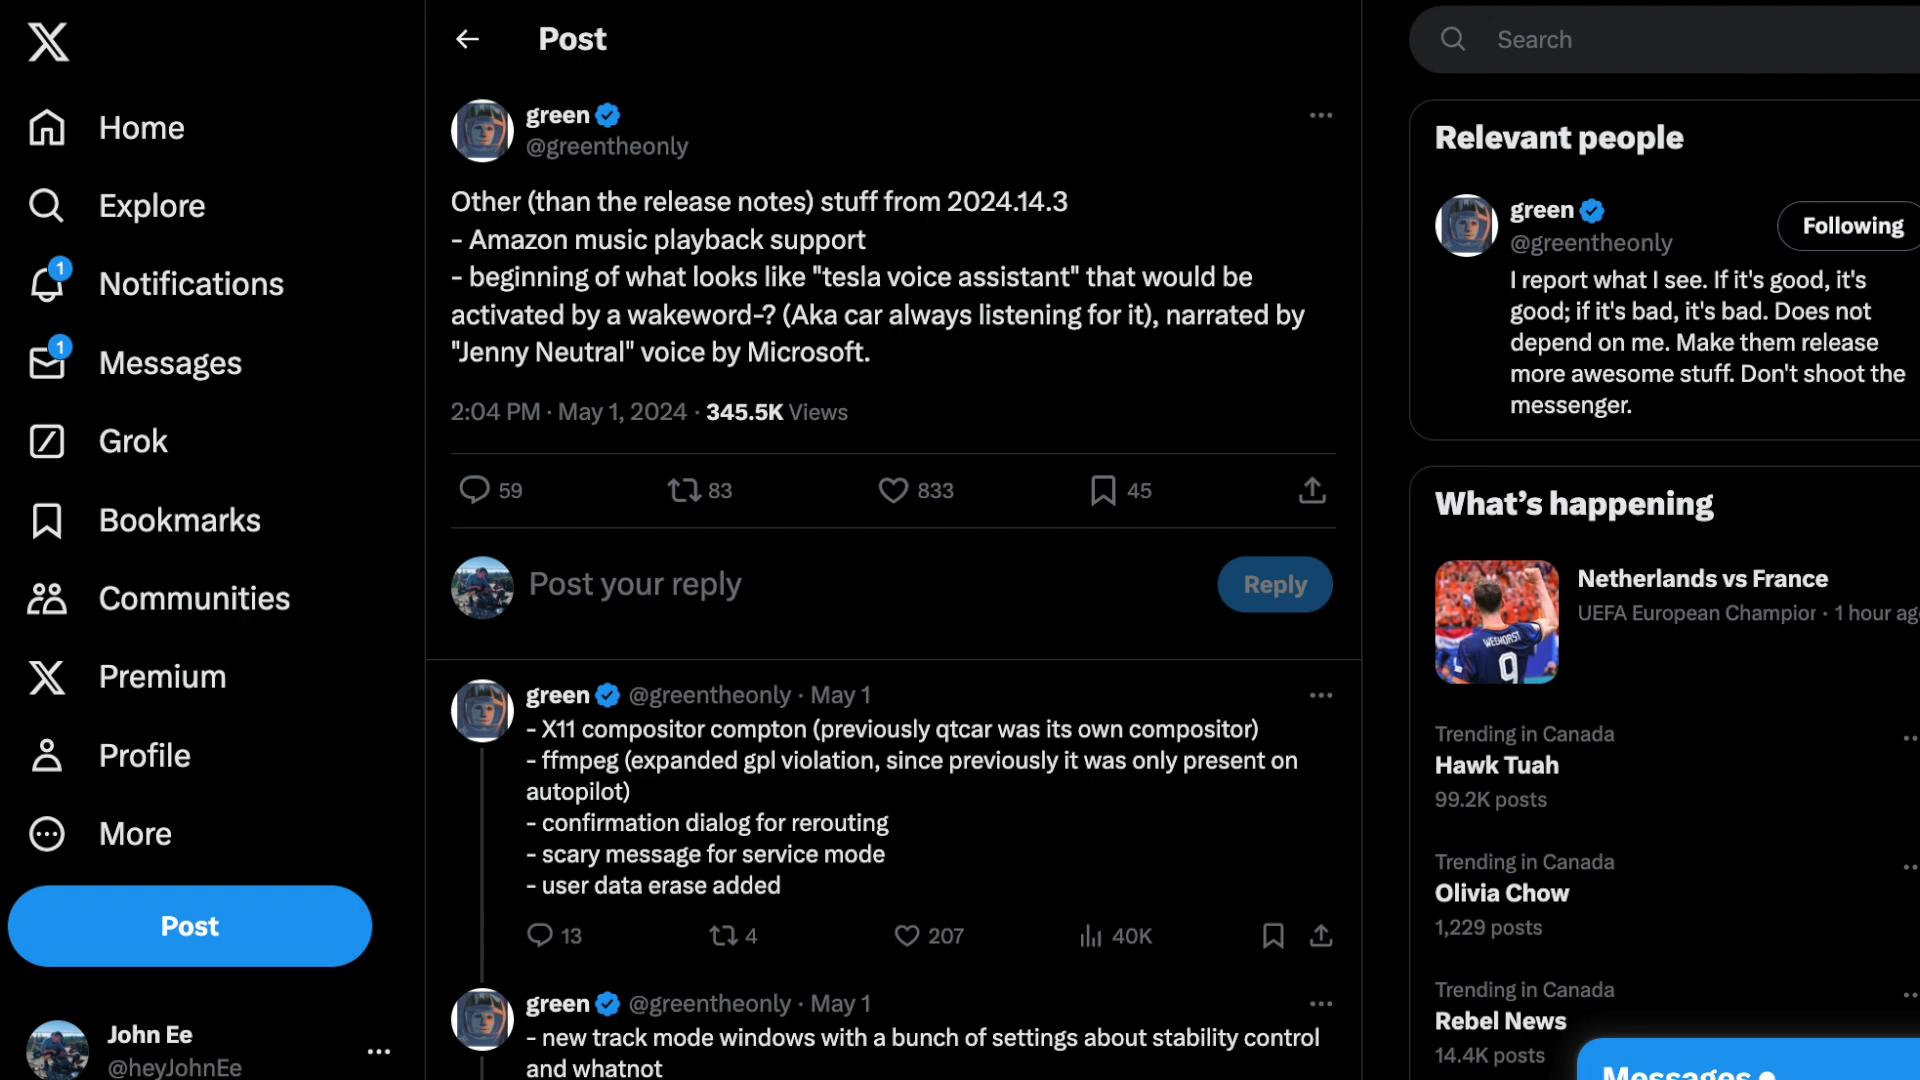 Home
Explore
1
Notifications
1
Messages
Grok
Bookmarks
Communities
Premium
Profile
More
Post
John Ee
@heyJohnEe
Post
green
@greentheonly
Other (than the release notes) stuff from 2024.14.3
- Amazon music playback support
- beginning of what looks like "tesla voice assistant" that would be
activated by a wakeword-? (Aka car always listening for it), narrated by
"Jenny Neutral" voice by Microsoft.
2:04 PM · May 1, 2024 · 345.5K Views
59 83 833 45
Post your reply
Reply
green @greentheonly · May 1
- X11 compositor compton (previously qtcar was its own compositor)
- ffmpeg (expanded gpl violation, since previously it was only present on
autopilot)
- confirmation dialog for rerouting
- scary message for service mode
- user data erase added
13 4 207 40K
green @greentheonly · May 1
- new track mode windows with a bunch of settings about stability control
and whatnot
Search
Relevant people
green
@greentheonly
Following
I report what I see. If it's good, it's
good; if it's bad, it's bad. Does not
depend on me. Make them release
more awesome stuff. Don't shoot the
messenger.
What's happening
WEGHORST
9
Netherlands vs France
UEFA European Champior · 1 hour ag
Trending in Canada
Hawk Tuah
99.2K posts
Trending in Canada
Olivia Chow
1,229 posts
Trending in Canada
Rebel News
14.4K posts
Messages